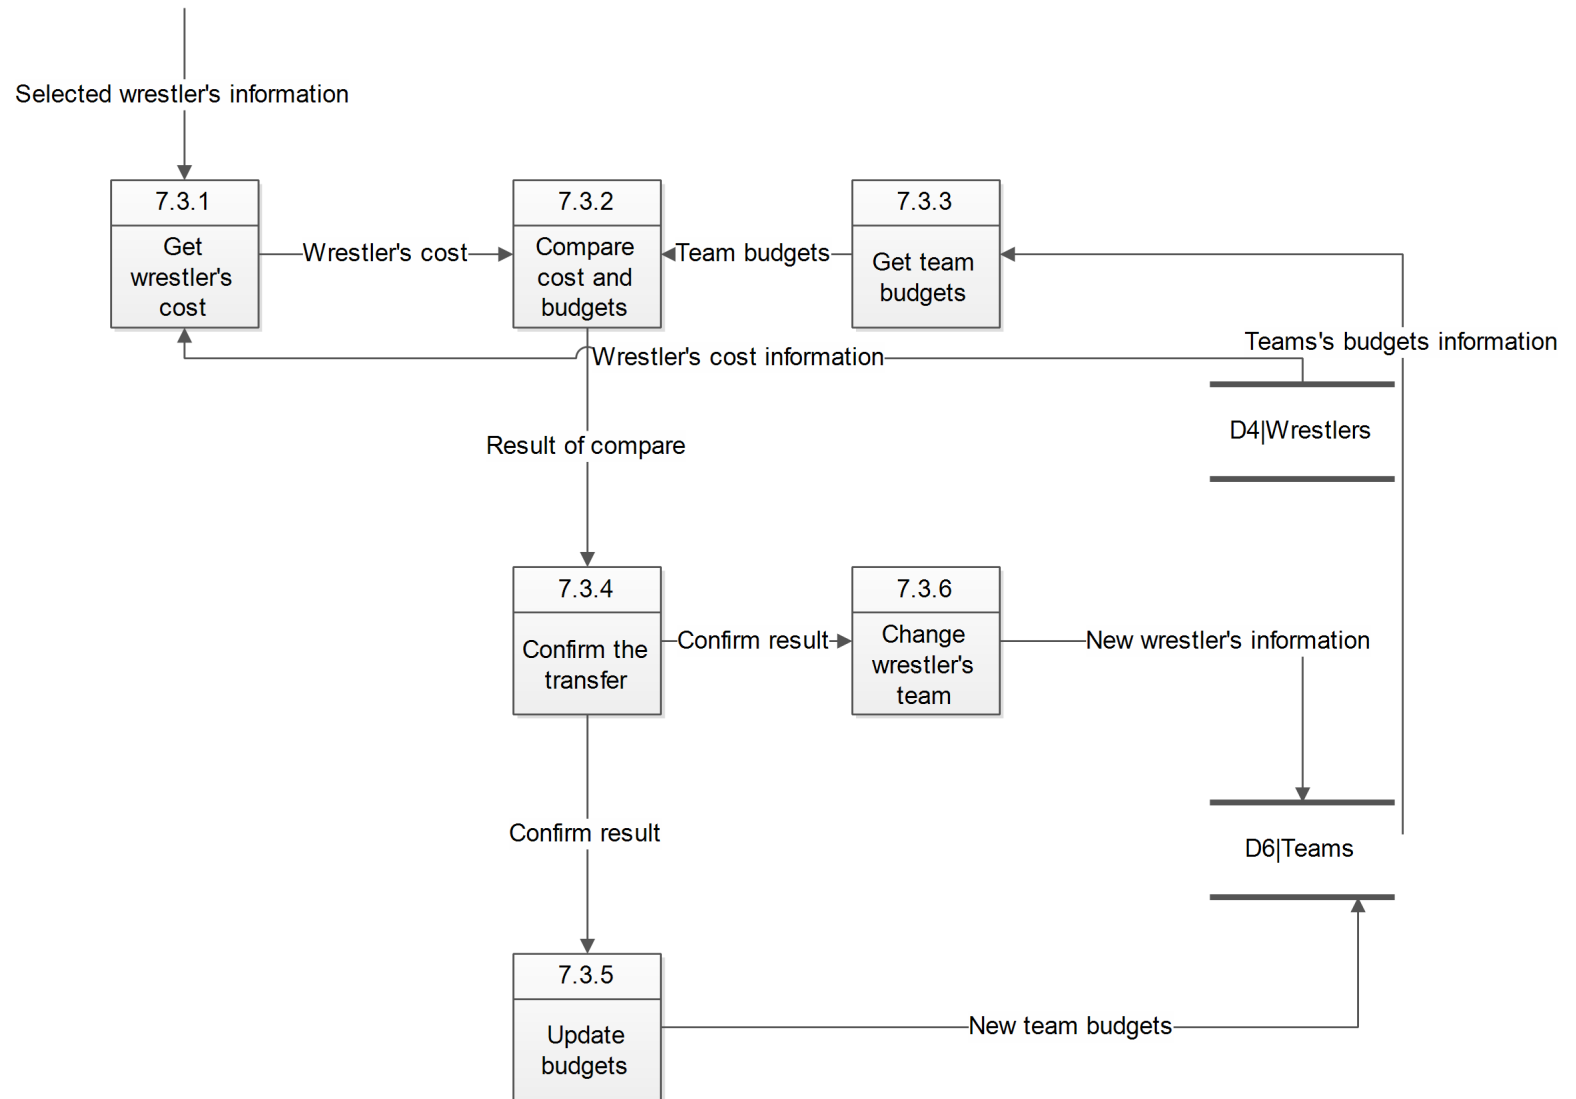 Selected wrestler's information
7.3.1
Get
wrestler's
cost
Wrestler's cost
7.3.2
Compare
cost and
budgets
Team budgets
7.3.3
Get team
budgets
Teams's budgets information
Wrestler's cost information
D4|Wrestlers
Result of compare
7.3.4
Confirm the
transfer
Confirm result
7.3.6
Change
wrestler's
team
New wrestler's information
Confirm result
D6|Teams
7.3.5
Update
budgets
New team budgets